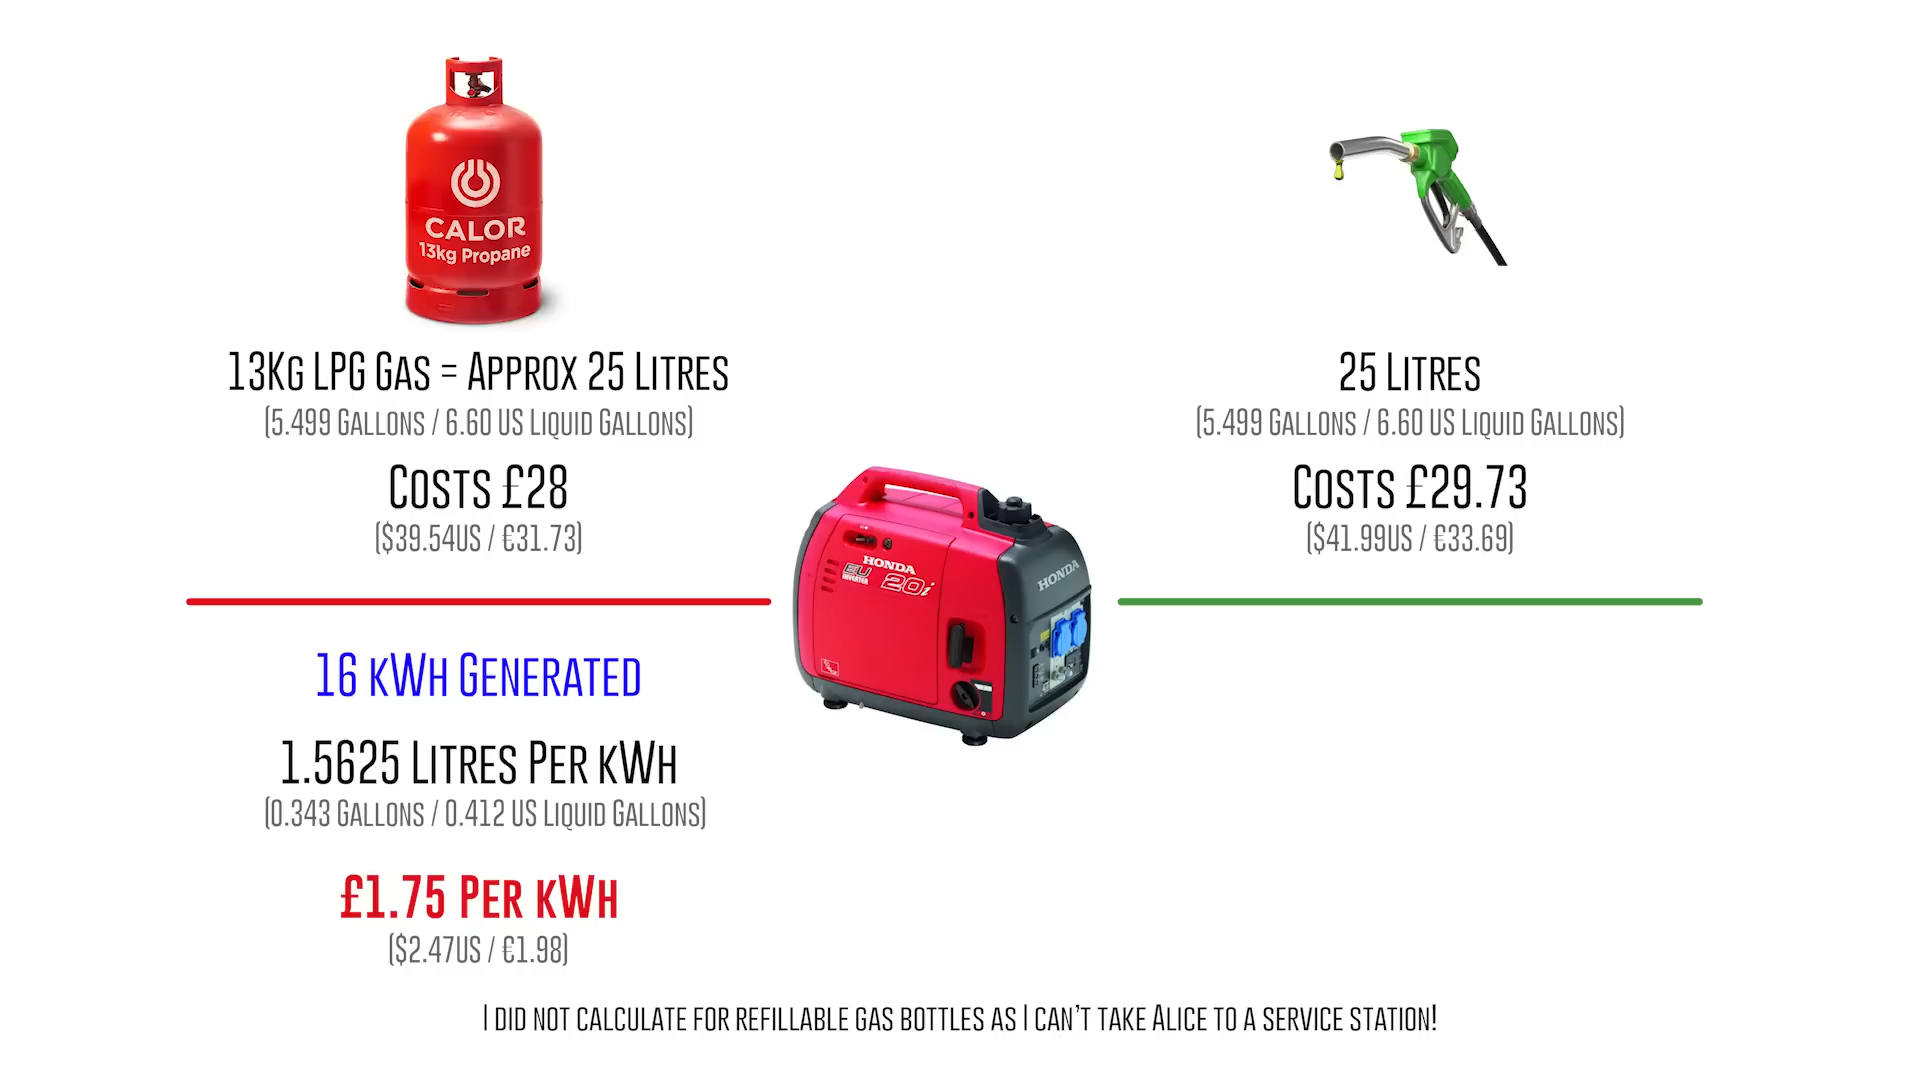 CALOR
13kg Propane
13Kg LPG Gas = Approx 25 Litres
(5.499 Gallons / 6.60 US Liquid Gallons)
Costs £28
($39.54US / €31.73)
16 kWh Generated
1.5625 Litres Per kWh
(0.343 Gallons / 0.412 US Liquid Gallons)
£1.75 Per kWh
($2.47US / €1.98)
HONDA
EU 20i
INVERTER
HONDA
25 Litres
(5.499 Gallons / 6.60 US Liquid Gallons)
Costs £29.73
($41.99US / €33.69)
I did not calculate for refillable gas bottles as I can't take Alice to a service station!